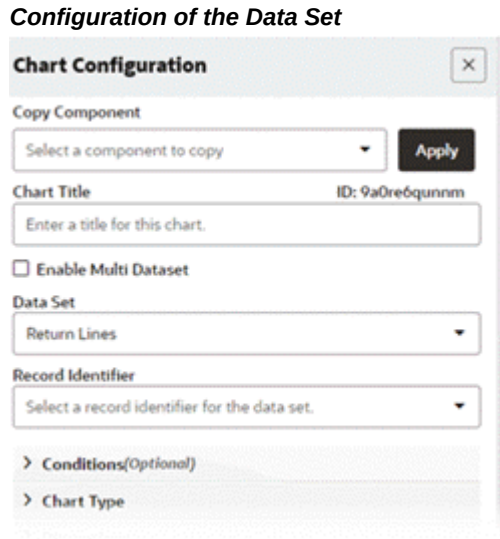 Configuration of the Data Set
Chart Configuration
Copy Component
Select a component to copy Apply
Chart Title ID: 9a0re6qunnm
Enter a title for this chart.
Enable Multi Dataset
Data Set
Return Lines
Record Identifier
Select a record identifier for the data set.
Conditions(Optional)
Chart Type